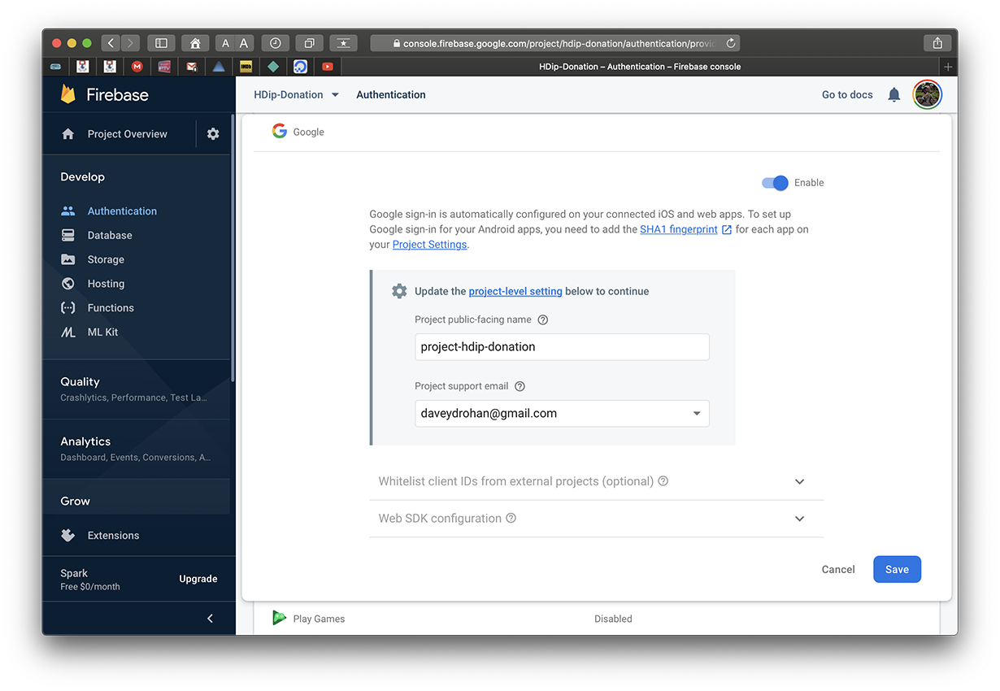 A A
console.firebase.google.com/project/hdip-donation/authentication/provic
M
IMDb
HDip-Donation – Authentication – Firebase console
Firebase
HDip-Donation
Authentication
Go to docs
Project Overview
Google
Develop
Enable
Authentication
Database
Storage
Hosting
Functions
ML Kit
Google sign-in is automatically configured on your connected iOS and web apps. To set up
Google sign-in for your Android apps, you need to add the SHA1 fingerprint for each app on
your Project Settings.
Update the project-level setting below to continue
Project public-facing name
project-hdip-donation
Project support email
daveydrohan@gmail.com
Quality
Crashlytics, Performance, Test La...
Analytics
Dashboard, Events, Conversions, A...
Grow
Extensions
Whitelist client IDs from external projects (optional)
Web SDK configuration
Spark
Free $0/month
Upgrade
Cancel
Save
Play Games
Disabled